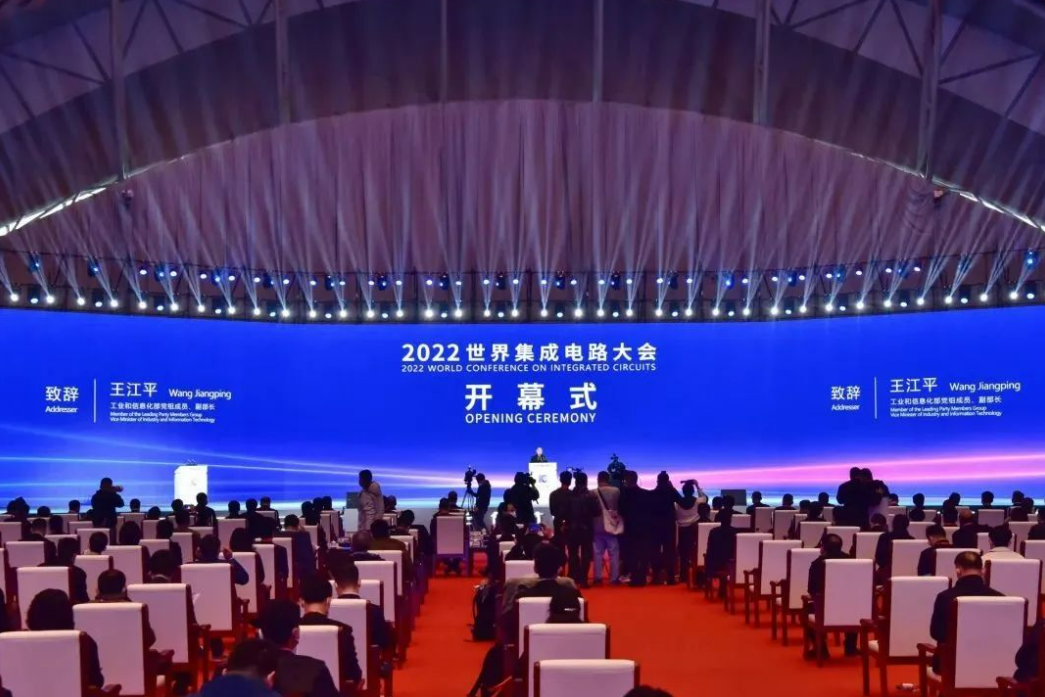 2022世界集成电路大会
2022 WORLD CONFERENCE ON INTEGRATED CIRCUITS
开幕式
OPENING CEREMONY
致辞
Addresser
王江平 Wang Jiangping
工业和信息化部党组成员、副部长
Member of the Leading Party Members Group
Vice Minister of Industry and Information Technology
致辞
Addresser
王江平 Wang Jiangping
工业和信息化部党组成员、副部长
Member of the Leading Party Members Group
Vice Minister of Industry and Information Technology